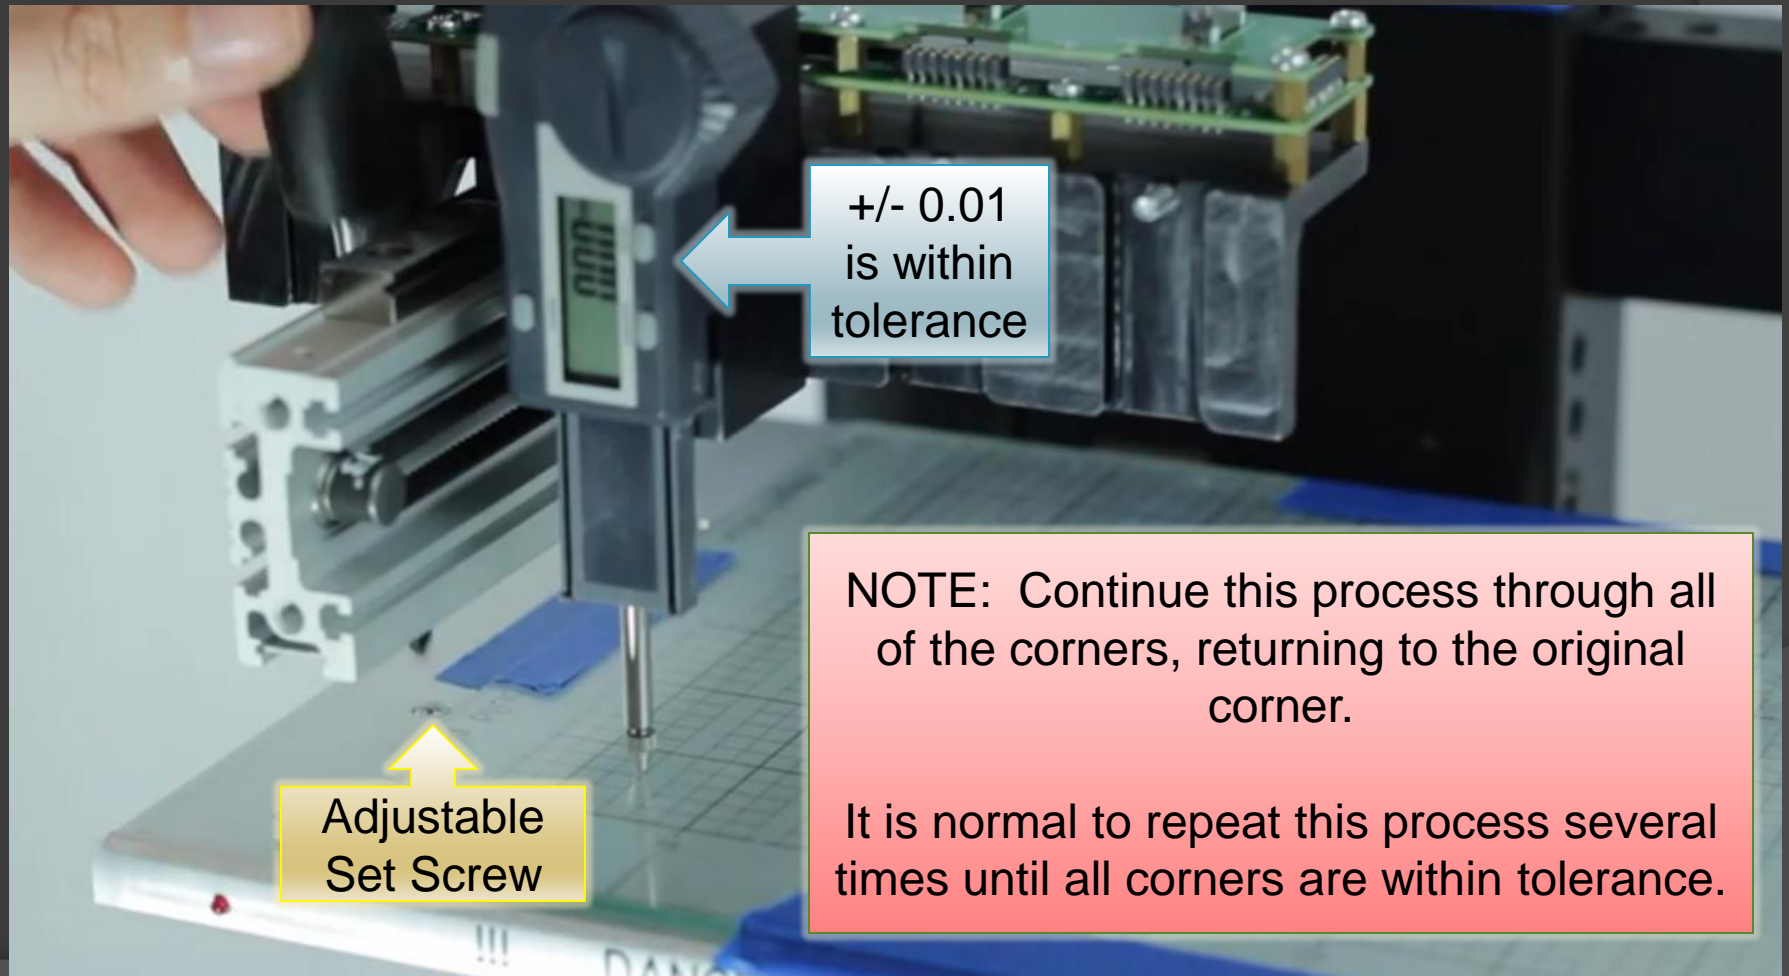 +/- 0.01
is within
tolerance
NOTE: Continue this process through all
of the corners, returning to the original
corner.
It is normal to repeat this process several
times until all corners are within tolerance.
Adjustable
Set Screw
!!!